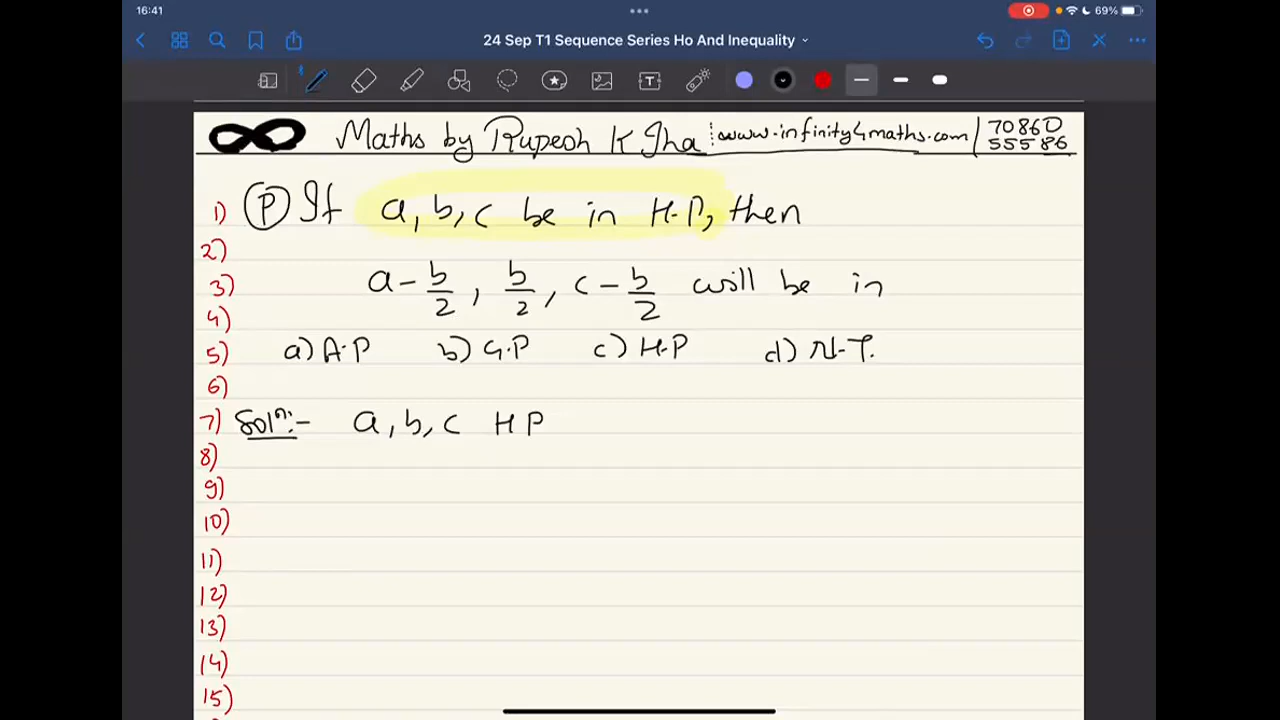 16:41
69%
24 Sep T1 Sequence Series Ho And Inequality
Maths by Rupesh K Jha www.infinity4maths.com / 70860 55586
1) (P) If a, b, c be in H.P, then
2)
3) a - b/2, b/2, c - b/2 will be in
4)
5) a) A.P b) G.P c) H.P d) N.T.
6)
7) Solⁿ:- a, b, c H P
8)
9)
10)
11)
12)
13)
14)
15)